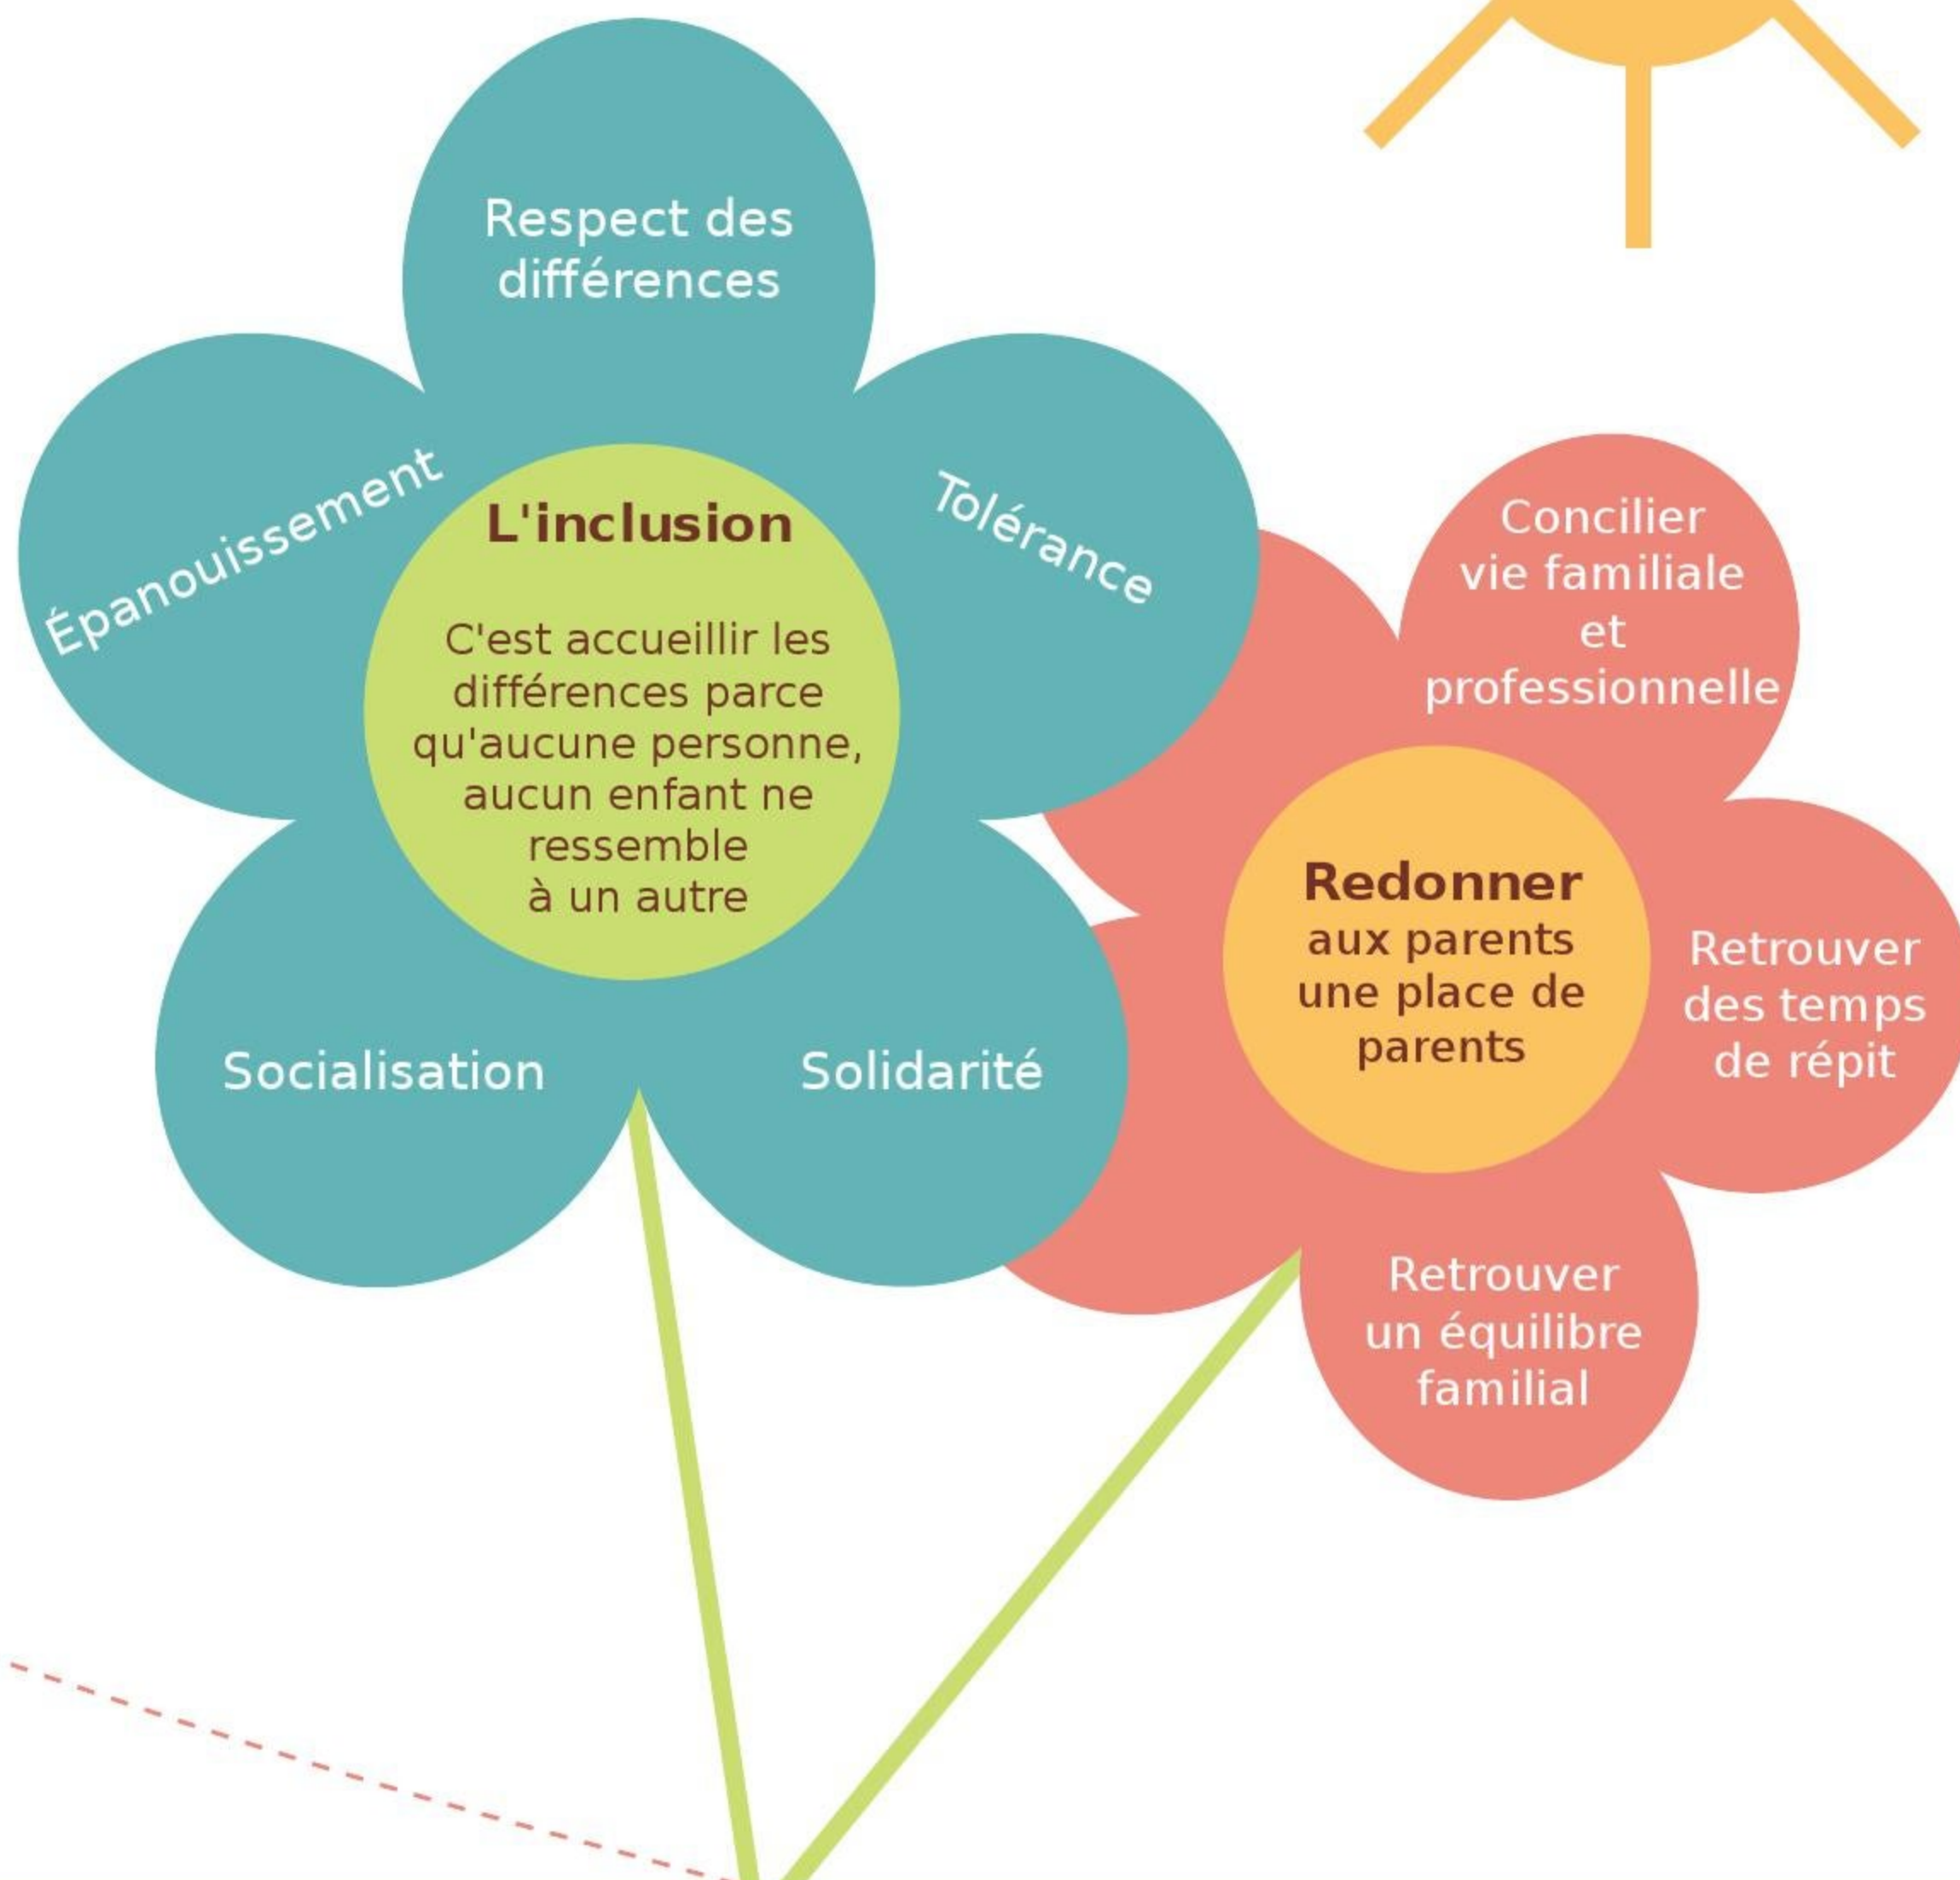 Respect des
différences
Épanouissement
Tolérance
L'inclusion
C'est accueillir les
différences parce
qu'aucune personne,
aucun enfant ne
ressemble
à un autre
Socialisation
Solidarité
Concilier
vie familiale
et
professionnelle
Redonner
aux parents
une place de
parents
Retrouver
des temps
de répit
Retrouver
un équilibre
familial